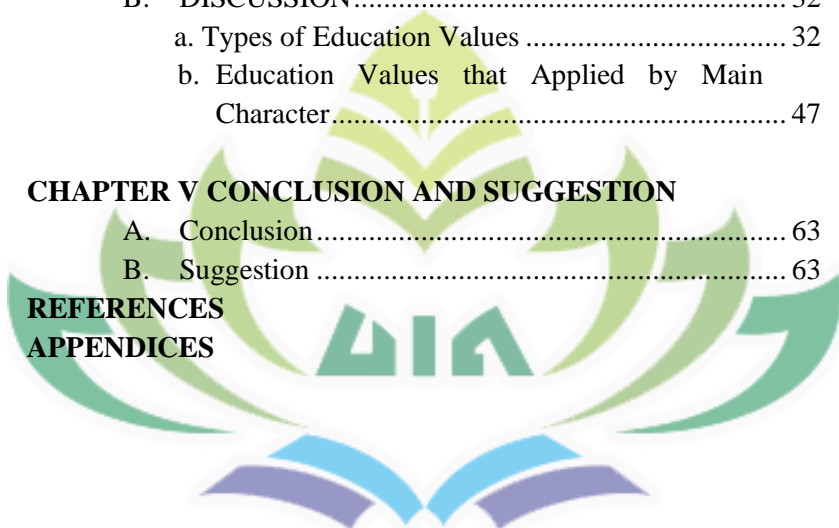 B. DISCUSSION........................................................ 32
a. Types of Education Values ..................................... 32
b. Education Values that Applied by Main
Character................................................................ 47
CHAPTER V CONCLUSION AND SUGGESTION
A. Conclusion.................................................................. 63
B. Suggestion .................................................................. 63
REFERENCES
APPENDICES
UIN